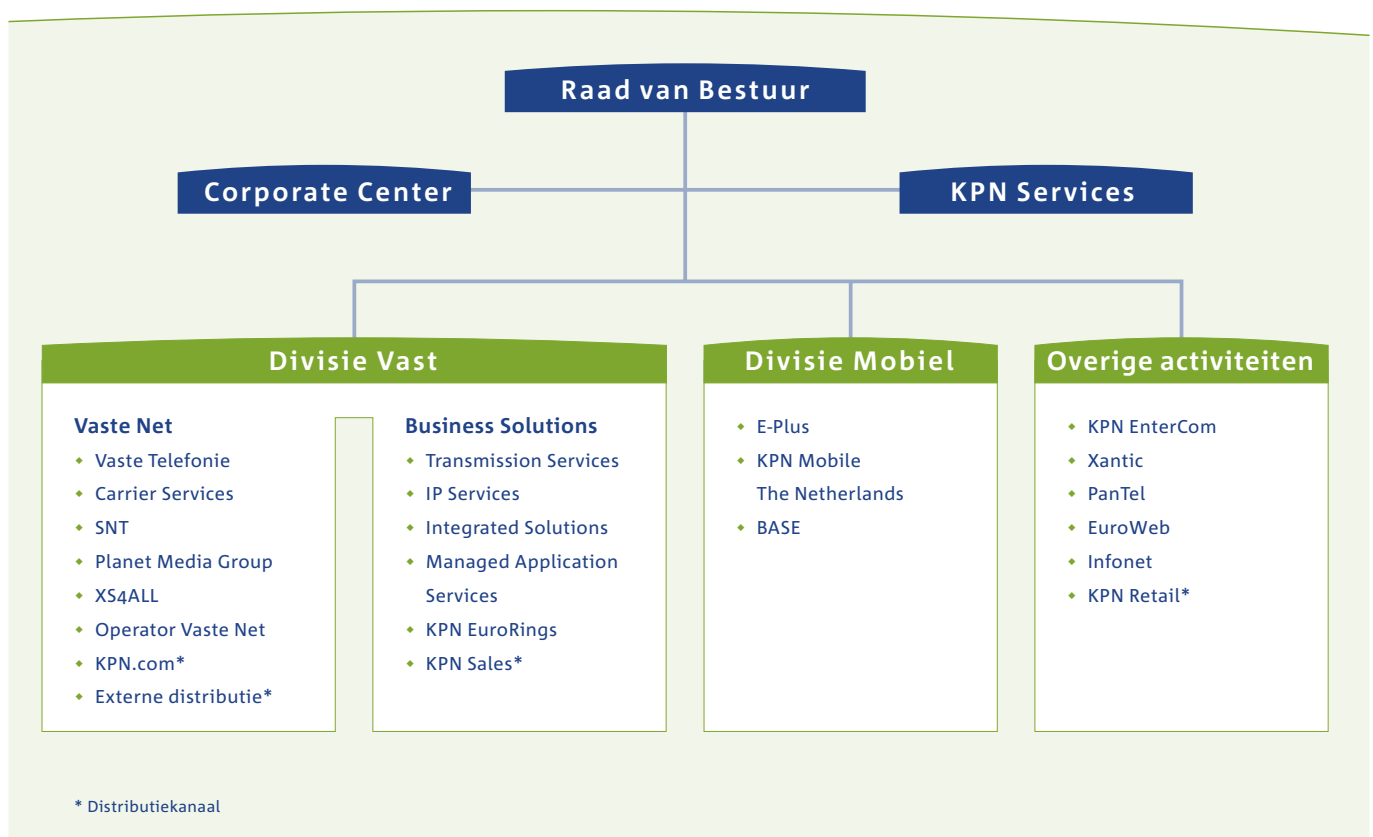 Raad van Bestuur
Corporate Center
KPN Services
Divisie Vast
Vaste Net
Vaste Telefonie
Carrier Services
SNT
Planet Media Group
XS4ALL
Operator Vaste Net
KPN.com*
Externe distributie*
Business Solutions
Transmission Services
IP Services
Integrated Solutions
Managed Application
Services
KPN EuroRings
KPN Sales*
Divisie Mobiel
E-Plus
KPN Mobile
The Netherlands
BASE
Overige activiteiten
KPN EnterCom
Xantic
PanTel
EuroWeb
Infonet
KPN Retail*
* Distributiekanaal